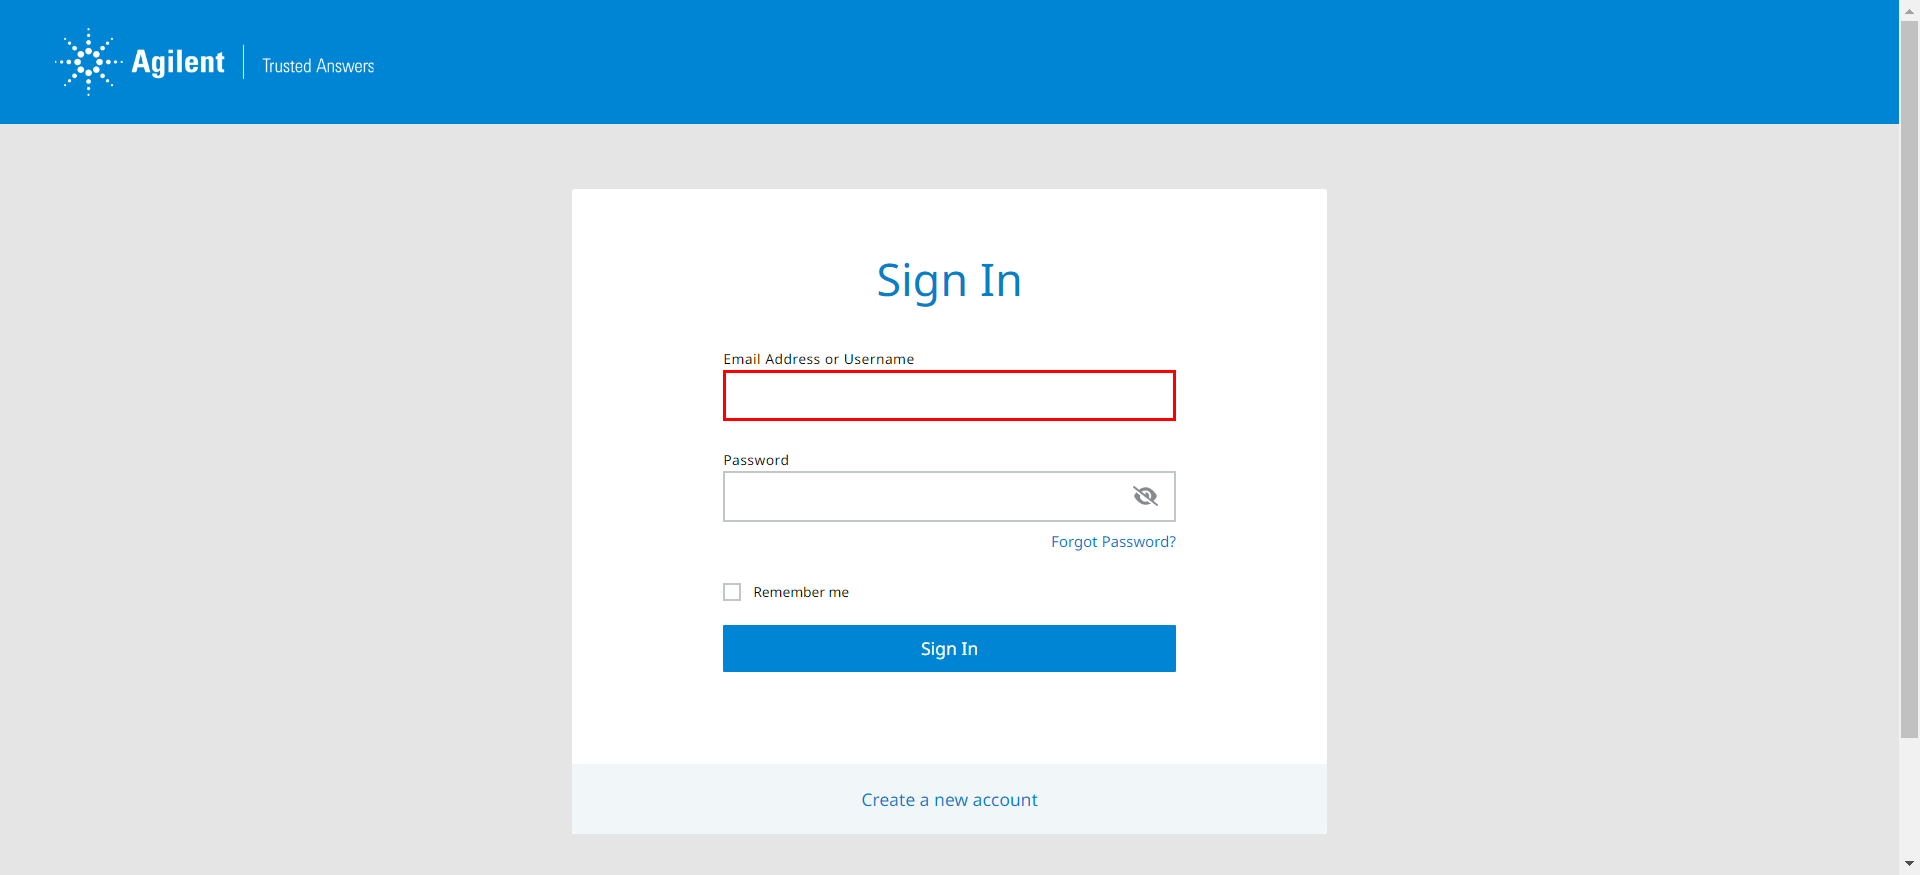 Agilent
Trusted Answers
Sign In
Email Address or Username
Password
Forgot Password?
Remember me
Sign In
Create a new account